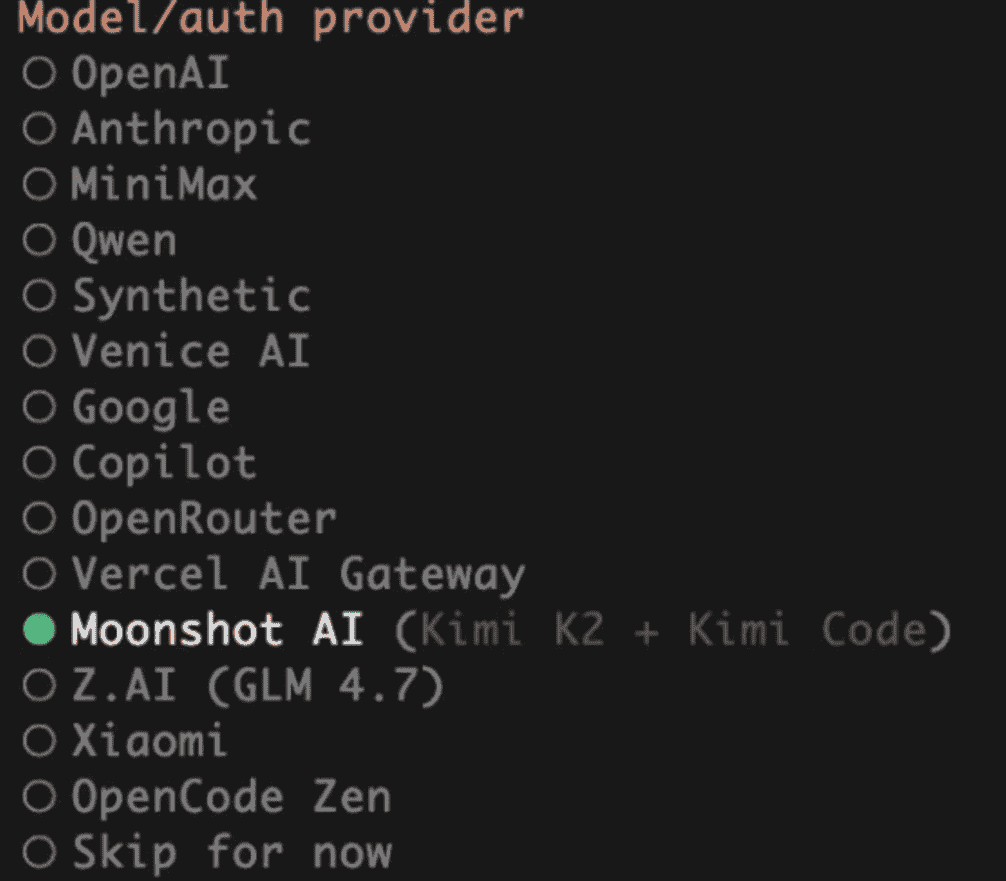 Model/auth provider
OpenAI
Anthropic
MiniMax
Qwen
Synthetic
Venice AI
Google
Copilot
OpenRouter
Vercel AI Gateway
Moonshot AI (Kimi K2 + Kimi Code)
Z.AI (GLM 4.7)
Xiaomi
OpenCode Zen
Skip for now